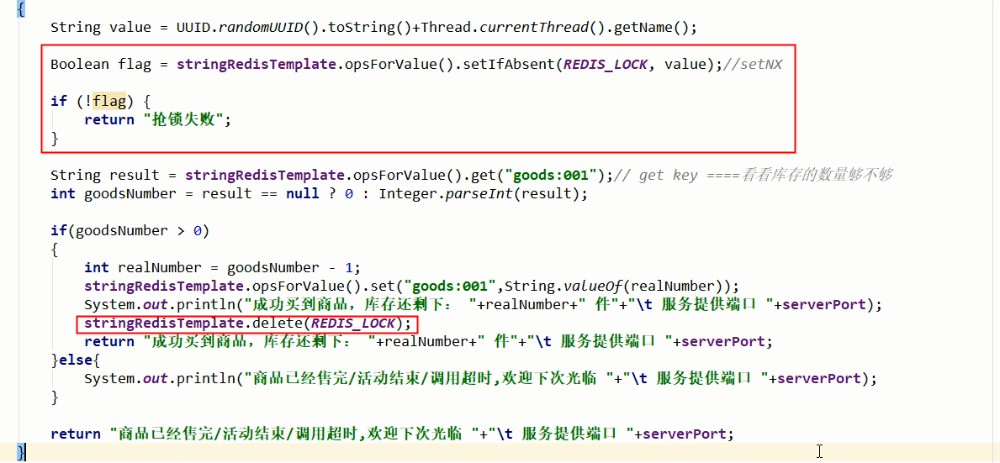 {
String value = UUID.randomUUID().toString()+Thread.currentThread().getName();
Boolean flag = stringRedisTemplate.opsForValue().setIfAbsent(REDIS_LOCK, value);//setNX
if (!flag) {
return "抢锁失败";
}
String result = stringRedisTemplate.opsForValue().get("goods:001");// get key ====看看库存的数量够不够
int goodsNumber = result == null ? 0 : Integer.parseInt(result);
if(goodsNumber > 0)
{
int realNumber = goodsNumber - 1;
stringRedisTemplate.opsForValue().set("goods:001",String.valueOf(realNumber));
System.out.println("成功买到商品，库存还剩下： "+realNumber+" 件"+"\t 服务提供端口 "+serverPort);
stringRedisTemplate.delete(REDIS_LOCK);
return "成功买到商品，库存还剩下： "+realNumber+" 件"+"\t 服务提供端口 "+serverPort;
}else{
System.out.println("商品已经售完/活动结束/调用超时,欢迎下次光临 "+"\t 服务提供端口 "+serverPort);
}
return "商品已经售完/活动结束/调用超时,欢迎下次光临 "+"\t 服务提供端口 "+serverPort;
}